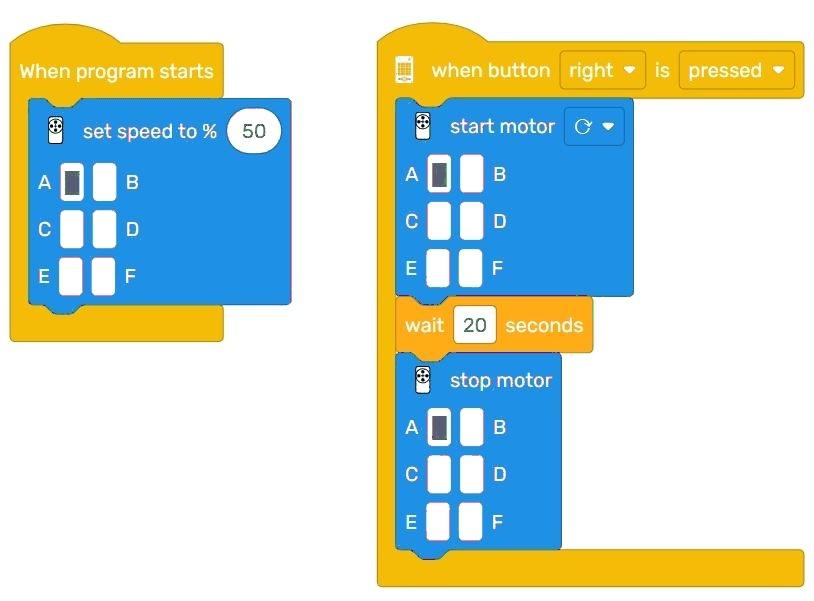 When program starts
set speed to % 50
A B
C D
E F
when button right is pressed
start motor
A B
C D
E F
wait 20 seconds
stop motor
A B
C D
E F